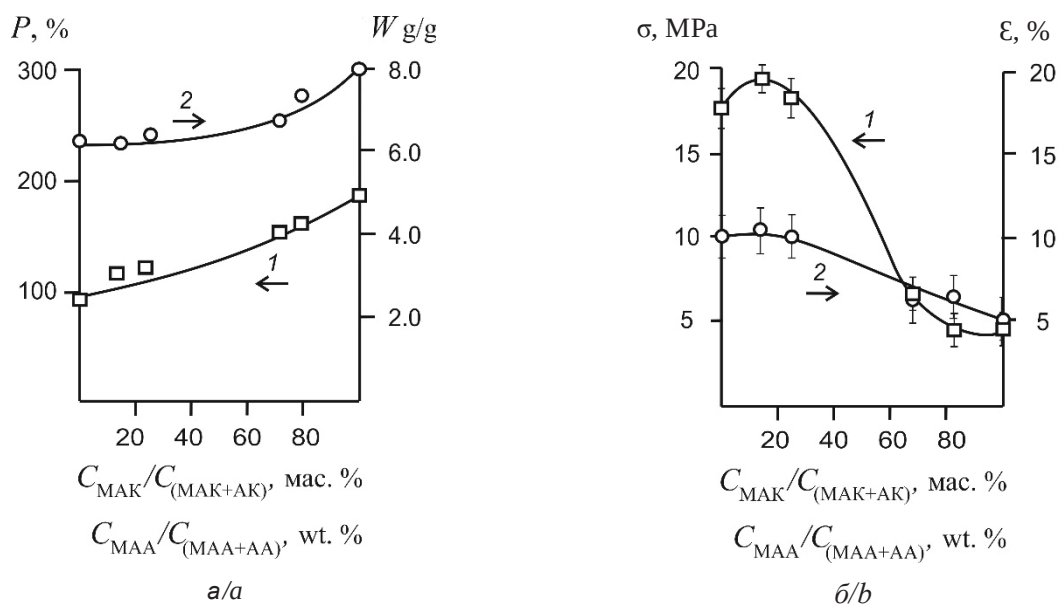 P, % W g/g
300 8.0
2
6.0
200
4.0
1
100
2.0
20 40 60 80
C_МАК/C_(МАК+АК), мас. %
C_MAA/C_(MAA+AA), wt. %
а/a
σ, MPa Ɛ, %
20 20
1
15 15
10 10
2
5 5
20 40 60 80
C_МАК/C_(МАК+АК), мас. %
C_MAA/C_(MAA+AA), wt. %
б/b